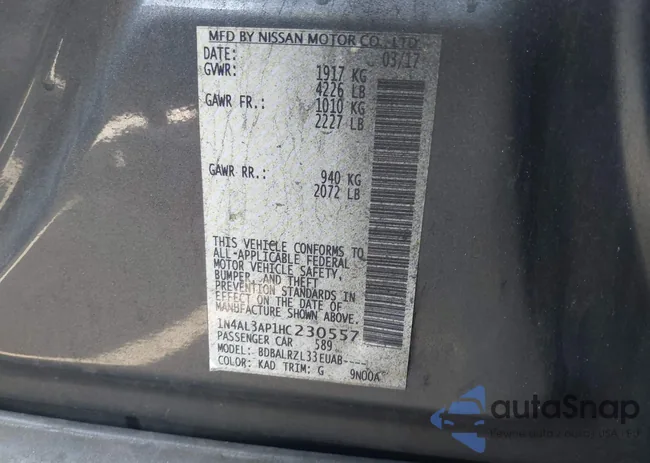 MFD BY NISSAN MOTOR CO., LTD
DATE: 03/17
GVWR: 1917 KG
4226 LB
GAWR FR.: 1010 KG
2227 LB
GAWR RR.: 940 KG
2072 LB
THIS VEHICLE CONFORMS TO
ALL-APPLICABLE FEDERAL
MOTOR VEHICLE SAFETY,
BUMPER, AND THEFT
PREVENTION STANDARDS IN
EFFECT ON THE DATE OF
MANUFACTURE SHOWN ABOVE.
1N4AL3AP1HC230557
PASSENGER CAR 589
MODEL: BDBALRZL33EUAB-----
COLOR: KAD TRIM: G 9N00A
autoSnap